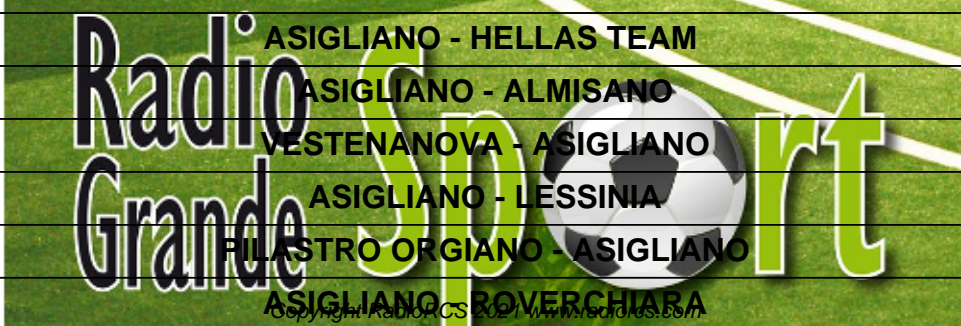 Radio
Grande
Sport
ASIGLIANO - HELLAS TEAM
ASIGLIANO - ALMISANO
VESTENANOVA - ASIGLIANO
ASIGLIANO - LESSINIA
PILASTRO ORGIANO - ASIGLIANO
ASIGLIANO - ROVERCHIARA
Copyright RadioRCS 2021 www.radiorcs.com